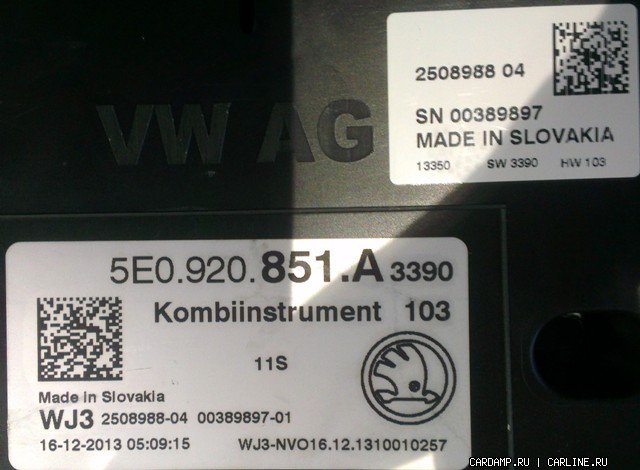 2508988 04
SN 00389897
MADE IN SLOVAKIA
13350 SW 3390 HW 103
VW AG
5E0.920.851.A 3390
Kombiinstrument 103
11S
Made in Slovakia
WJ3 2508988-04 00389897-01
16-12-2013 05:09:15 WJ3-NVO16.12.1310010257
CARDAMP.RU | CARLINE.RU